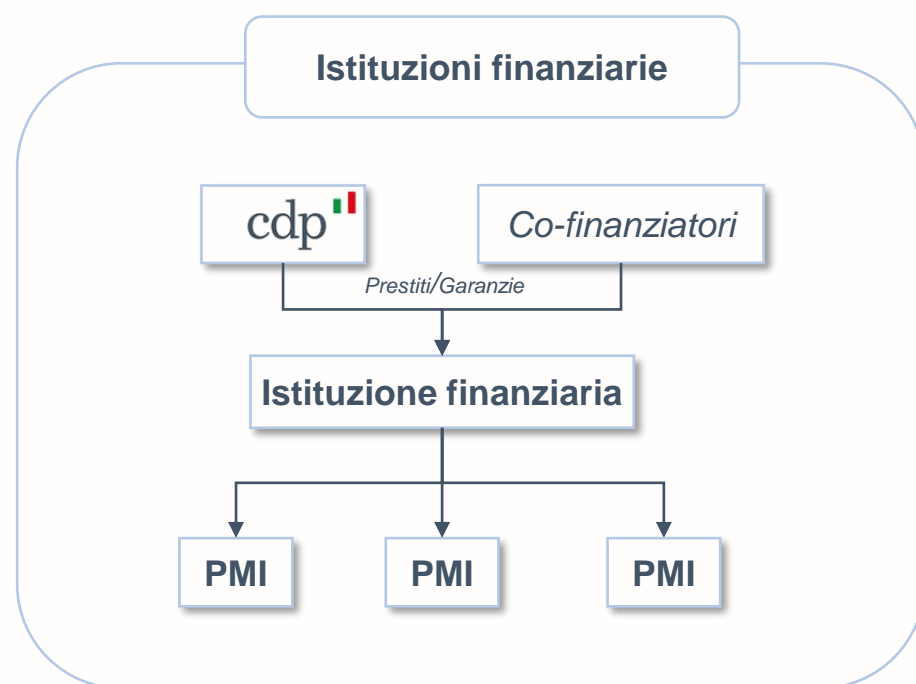 Istituzioni finanziarie
cdp
Co-finanziatori
Prestiti/Garanzie
Istituzione finanziaria
PMI
PMI
PMI